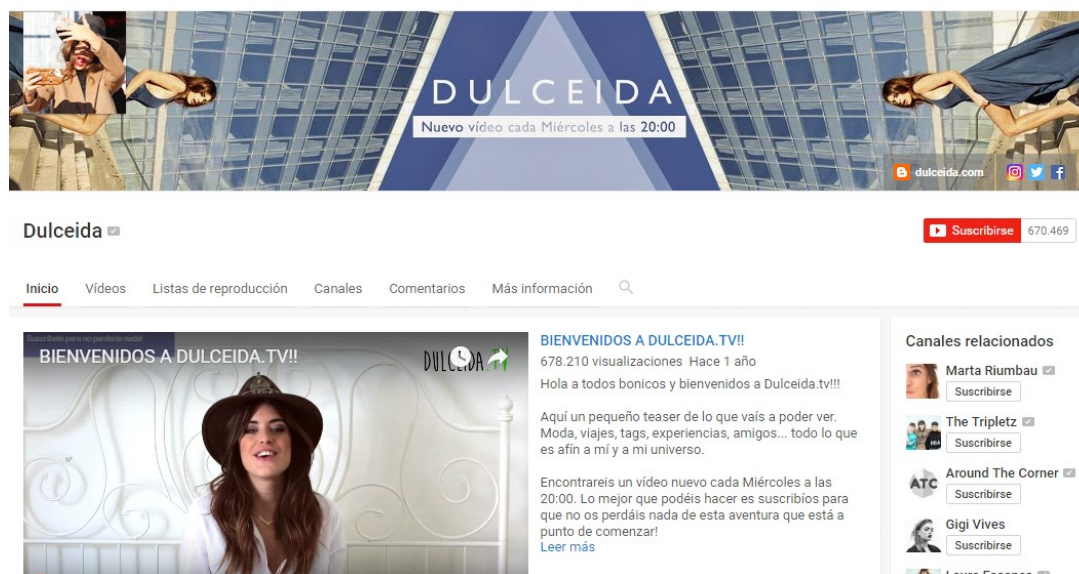 DULCEIDA
Nuevo vídeo cada Miércoles a las 20:00
dulceida.com
Dulceida
Suscribirse 670.469
Inicio Vídeos Listas de reproducción Canales Comentarios Más información
Suscríbete para no perderte nada!
BIENVENIDOS A DULCEIDA.TV!!
DULCEIDA.TV
BIENVENIDOS A DULCEIDA.TV!!
678.210 visualizaciones Hace 1 año
Hola a todos bonicos y bienvenidos a Dulceida.tv!!!
Aquí un pequeño teaser de lo que vaís a poder ver.
Moda, viajes, tags, experiencias, amigos... todo lo que
es afín a mí y a mi universo.
Encontrareis un vídeo nuevo cada Miércoles a las
20:00. Lo mejor que podéis hacer es suscribíos para
que no os perdáis nada de esta aventura que está a
punto de comenzar!
Leer más
Canales relacionados
Marta Riumbau
Suscribirse
The Tripletz
Suscribirse
ATC
Around The Corner
Suscribirse
Gigi Vives
Suscribirse